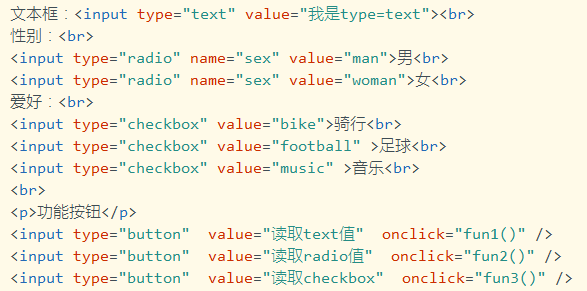 文本框：<input type="text" value="我是type=text"><br>
性别：<br>
<input type="radio" name="sex" value="man">男<br>
<input type="radio" name="sex" value="woman">女<br>
爱好：<br>
<input type="checkbox" value="bike">骑行<br>
<input type="checkbox" value="football" >足球<br>
<input type="checkbox" value="music" >音乐<br>
<br>
<p>功能按钮</p>
<input type="button"  value="读取text值"  onclick="fun1()" />
<input type="button"  value="读取radio值"  onclick="fun2()" />
<input type="button"  value="读取checkbox"  onclick="fun3()" />